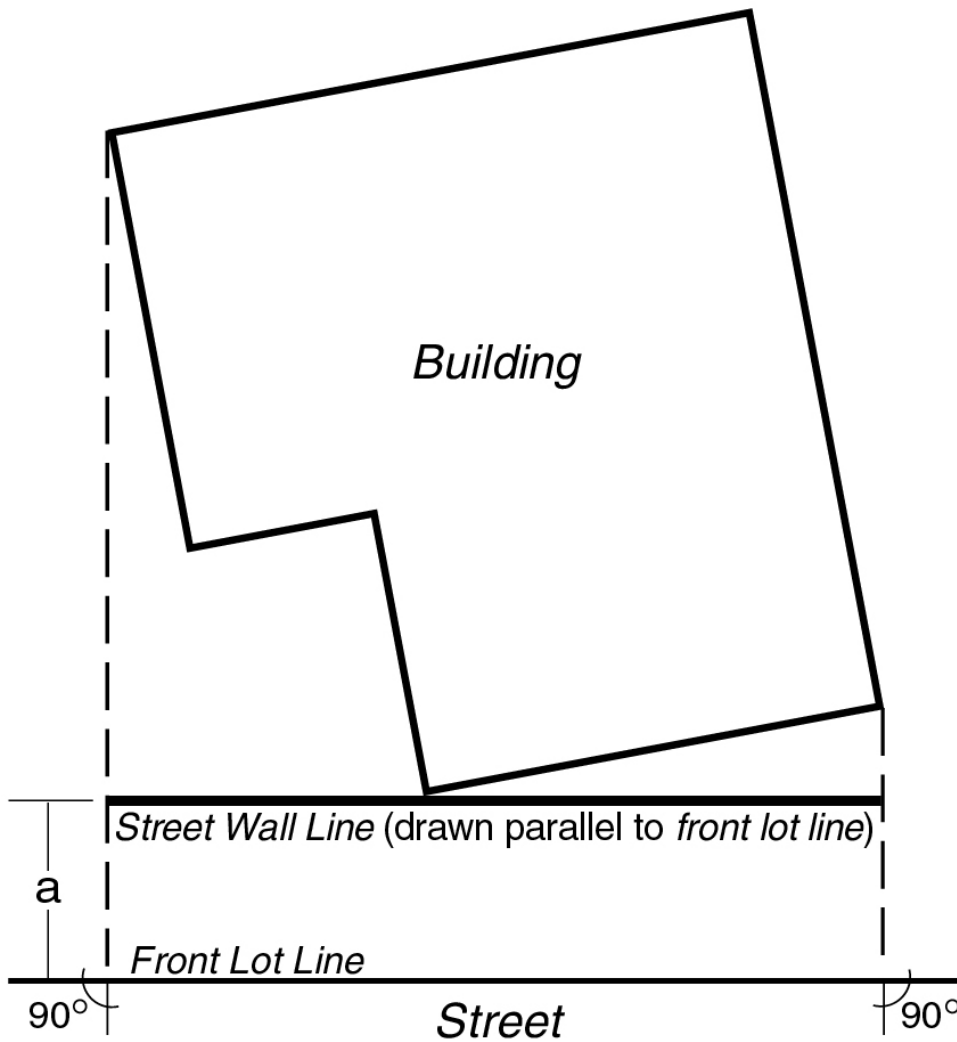 Building
Street Wall Line (drawn parallel to front lot line)
a
Front Lot Line
90° 90°
Street